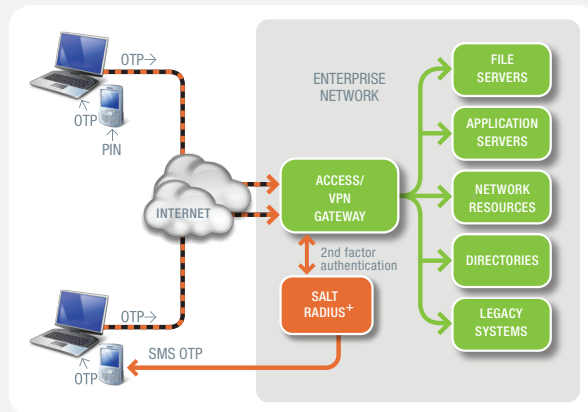 OTP→
OTP
PIN
INTERNET
OTP→
OTP
SMS OTP
ENTERPRISE
NETWORK
ACCESS/
VPN
GATEWAY
2nd factor
authentication
SALT
RADIUS+
FILE
SERVERS
APPLICATION
SERVERS
NETWORK
RESOURCES
DIRECTORIES
LEGACY
SYSTEMS